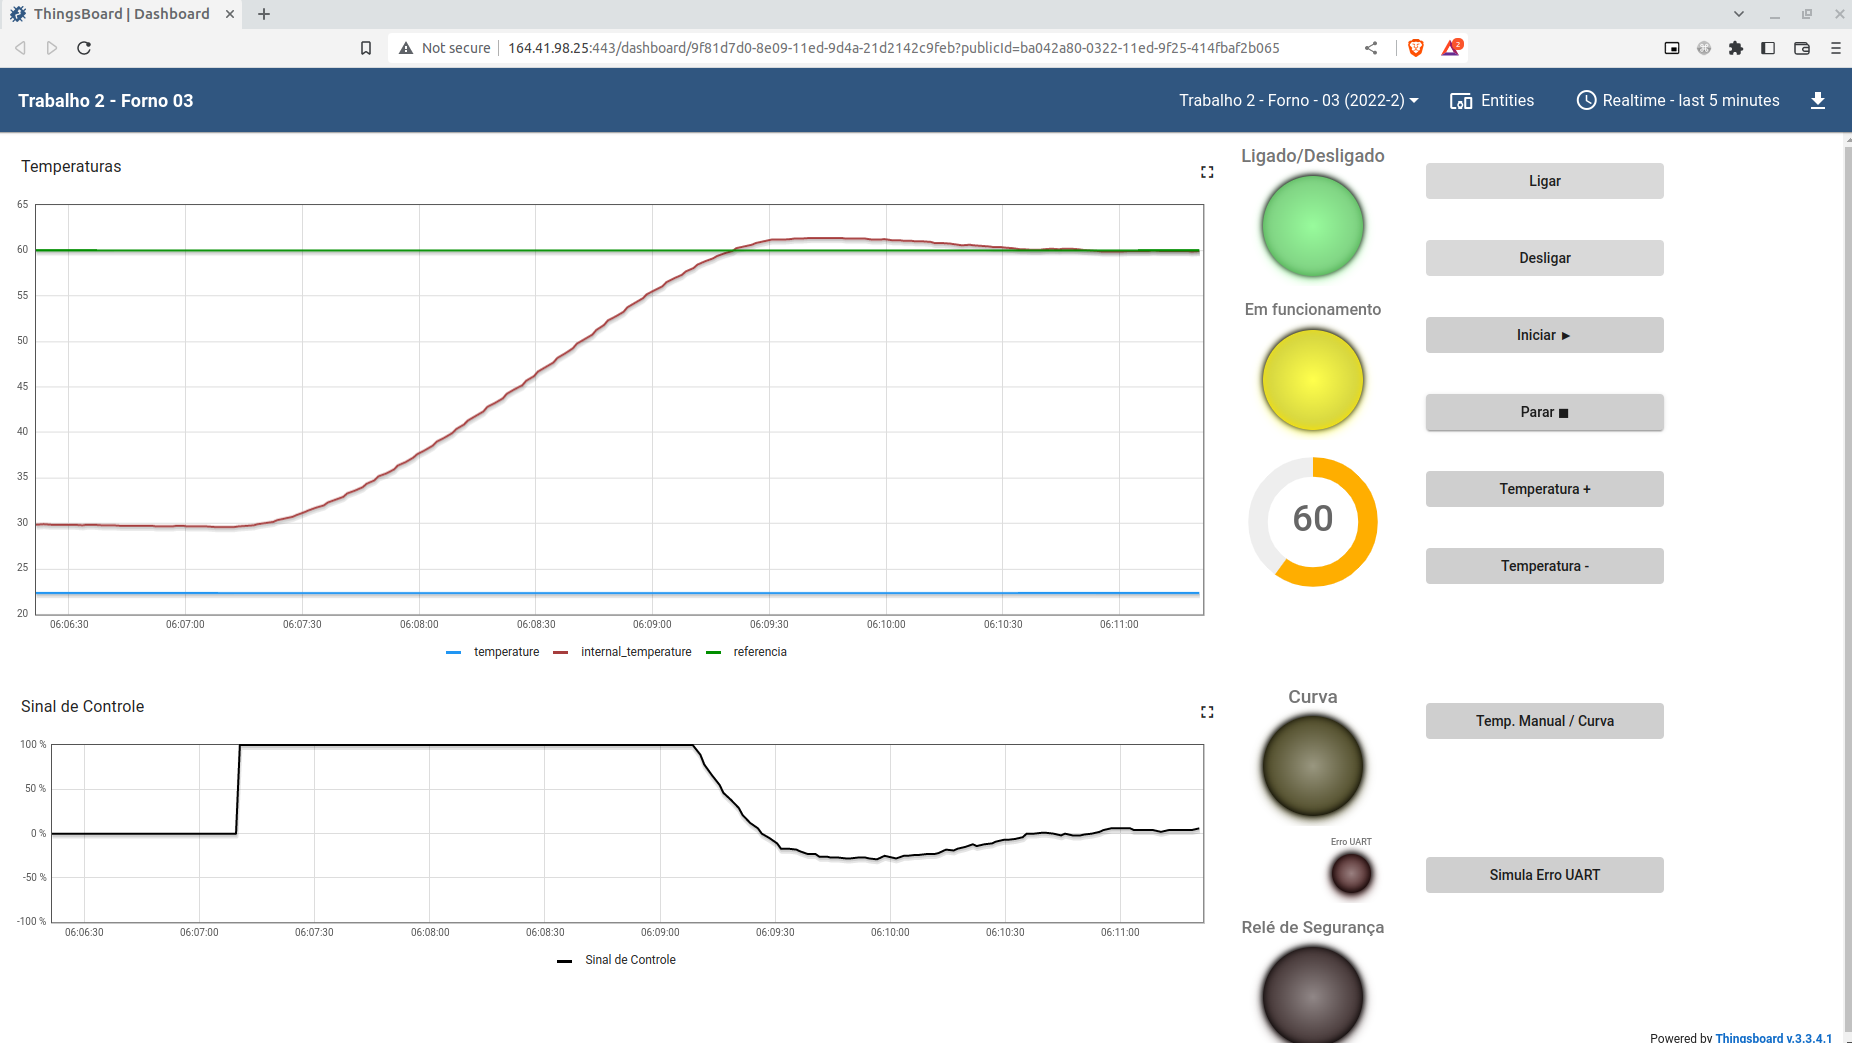 ThingsBoard | Dashboard
Not secure 164.41.98.25:443/dashboard/9f81d7d0-8e09-11ed-9d4a-21d2142c9feb?publicId=ba042a80-0322-11ed-9f25-414fbaf2b065
2
Trabalho 2 - Forno 03
Trabalho 2 - Forno - 03 (2022-2)
Entities
Realtime - last 5 minutes
Temperaturas
65
60
55
50
45
40
35
30
25
20
06:06:30 06:07:00 06:07:30 06:08:00 06:08:30 06:09:00 06:09:30 06:10:00 06:10:30 06:11:00
temperature internal_temperature referencia
Ligado/Desligado
Em funcionamento
60
Ligar
Desligar
Iniciar ►
Parar ■
Temperatura +
Temperatura -
Sinal de Controle
100 %
50 %
0 %
-50 %
-100 %
06:06:30 06:07:00 06:07:30 06:08:00 06:08:30 06:09:00 06:09:30 06:10:00 06:10:30 06:11:00
Sinal de Controle
Curva
Temp. Manual / Curva
Erro UART
Simula Erro UART
Relé de Segurança
Powered by Thingsboard v.3.3.4.1